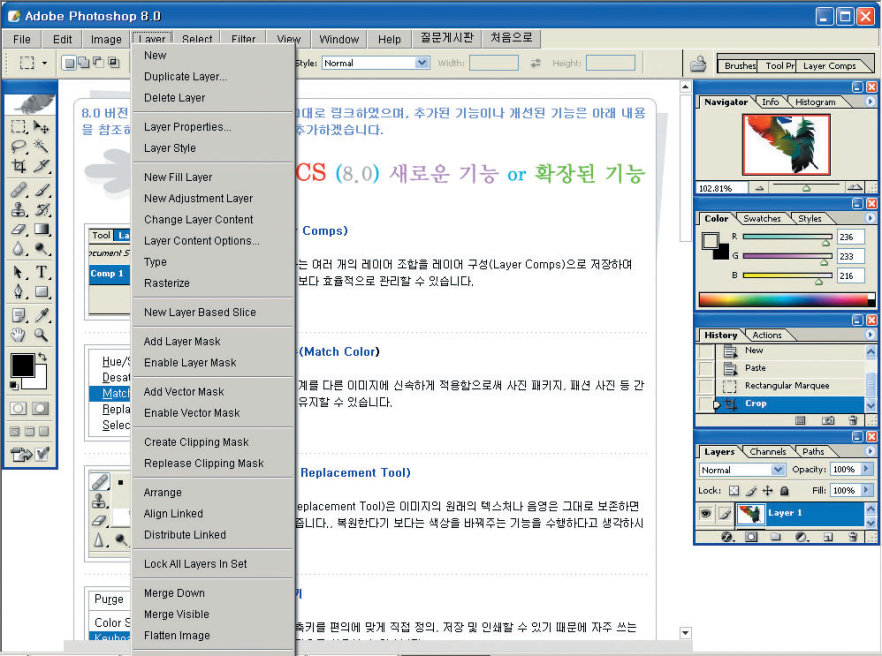 Adobe Photoshop 8.0
File Edit Image Layer Select Filter View Window Help 질문게시판 처음으로
Style: Normal Width: Height: Brushes Tool Pr Layer Comps
New
Duplicate Layer...
Delete Layer
Layer Properties...
Layer Style
New Fill Layer
New Adjustment Layer
Change Layer Content
Layer Content Options...
Type
Rasterize
New Layer Based Slice
Add Layer Mask
Enable Layer Mask
Add Vector Mask
Enable Vector Mask
Create Clipping Mask
Replease Clipping Mask
Arrange
Align Linked
Distribute Linked
Lock All Layers In Set
Merge Down
Merge Visible
Flatten Image
8.0 버전
대로 링크하였으며, 추가된 기능이나 개선된 기능은 아래 내용
을 참조하
추가하겠습니다.
CS (8.0) 새로운 기능 or 확장된 기능
Tool La
ocument S
Comp 1
r Comps)
는 여러 개의 레이어 조합을 레이어 구성(Layer Comps)으로 저장하여
보다 효율적으로 관리할 수 있습니다.
Hue/S
Desat
Match
Repla
Selec
(Match Color)
계를 다른 이미지에 신속하게 적용함으로써 사진 패키지, 패션 사진 등 간
유지할 수 있습니다.
Replacement Tool)
eplacement Tool)은 이미지의 원래의 텍스처나 음영은 그대로 보존하면
줍니다., 복원한다기 보다는 색상을 바꿔주는 기능을 수행하다고 생각하시
Purge
Color S
Keybo
키
축키를 편의에 맞게 직접 정의, 저장 및 인쇄할 수 있기 때문에 자주 쓰는
Navigator Info Histogram
102.81%
Color Swatches Styles
R 236
G 233
B 216
History Actions
New
Paste
Rectangular Marquee
Crop
Layers Channels Paths
Normal Opacity: 100%
Lock: Fill: 100%
Layer 1